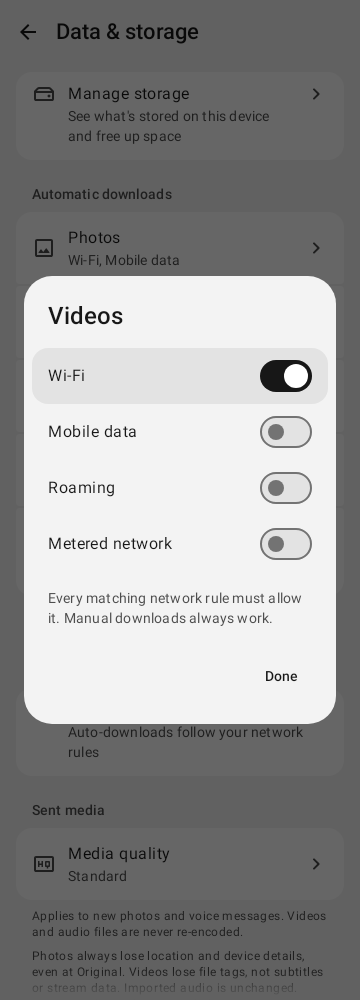 Data & storage
Manage storage
See what's stored on this device
and free up space
Automatic downloads
Photos
Wi-Fi, Mobile data
Videos
Wi-Fi
Mobile data
Roaming
Metered network
Every matching network rule must allow
it. Manual downloads always work.
Done
Auto-downloads follow your network
rules
Sent media
Media quality
HQ
Standard
Applies to new photos and voice messages. Videos
and audio files are never re-encoded.
Photos always lose location and device details,
even at Original. Videos lose file tags, not subtitles
or stream data. Imported audio is unchanged.